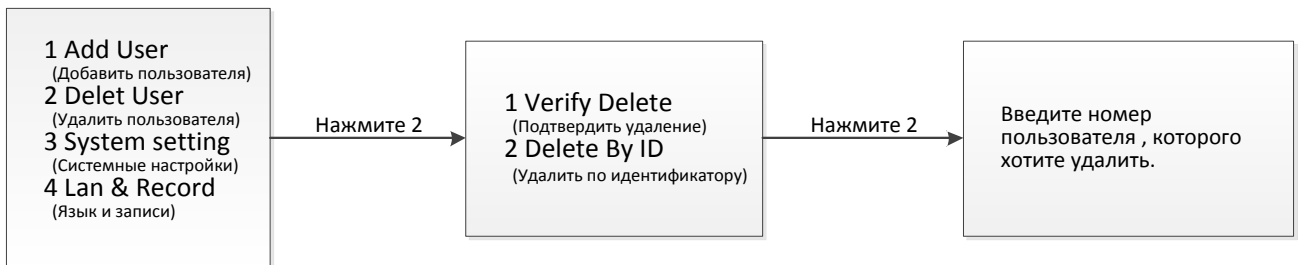 1 Add User
(Добавить пользователя)
2 Delet User
(Удалить пользователя)
3 System setting
(Системные настройки)
4 Lan & Record
(Язык и записи)
Нажмите 2
1 Verify Delete
(Подтвердить удаление)
2 Delete By ID
(Удалить по идентификатору)
Нажмите 2
Введите номер
пользователя , которого
хотите удалить.